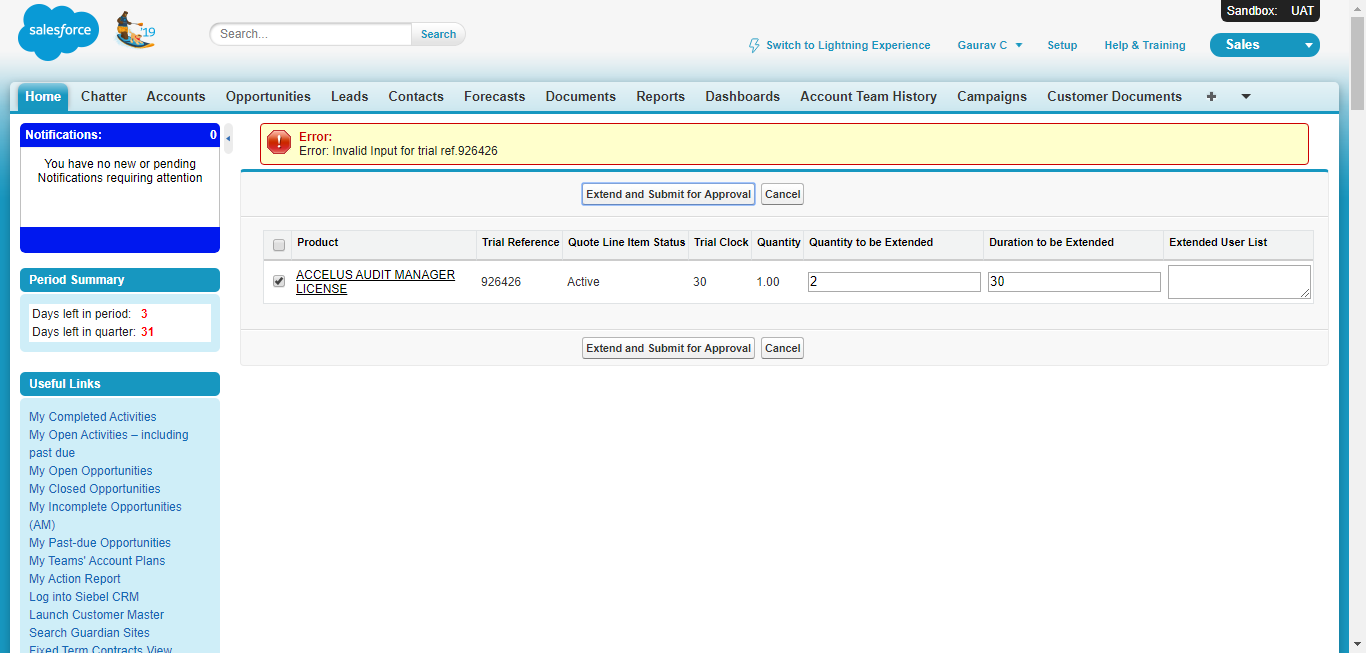 Sandbox: UAT
salesforce
'19
Search...
Search
Switch to Lightning Experience
Gaurav C
Setup
Help & Training
Sales
Home
Chatter
Accounts
Opportunities
Leads
Contacts
Forecasts
Documents
Reports
Dashboards
Account Team History
Campaigns
Customer Documents
+
Notifications: 0
You have no new or pending
Notifications requiring attention
Period Summary
Days left in period: 3
Days left in quarter: 31
Useful Links
My Completed Activities
My Open Activities – including
past due
My Open Opportunities
My Closed Opportunities
My Incomplete Opportunities
(AM)
My Past-due Opportunities
My Teams' Account Plans
My Action Report
Log into Siebel CRM
Launch Customer Master
Search Guardian Sites
Fixed Term Contracts View
Error:
Error: Invalid Input for trial ref.926426
Extend and Submit for Approval
Cancel
Product
Trial Reference
Quote Line Item Status
Trial Clock
Quantity
Quantity to be Extended
Duration to be Extended
Extended User List
ACCELUS AUDIT MANAGER
LICENSE
926426
Active
30
1.00
2
30
Extend and Submit for Approval
Cancel